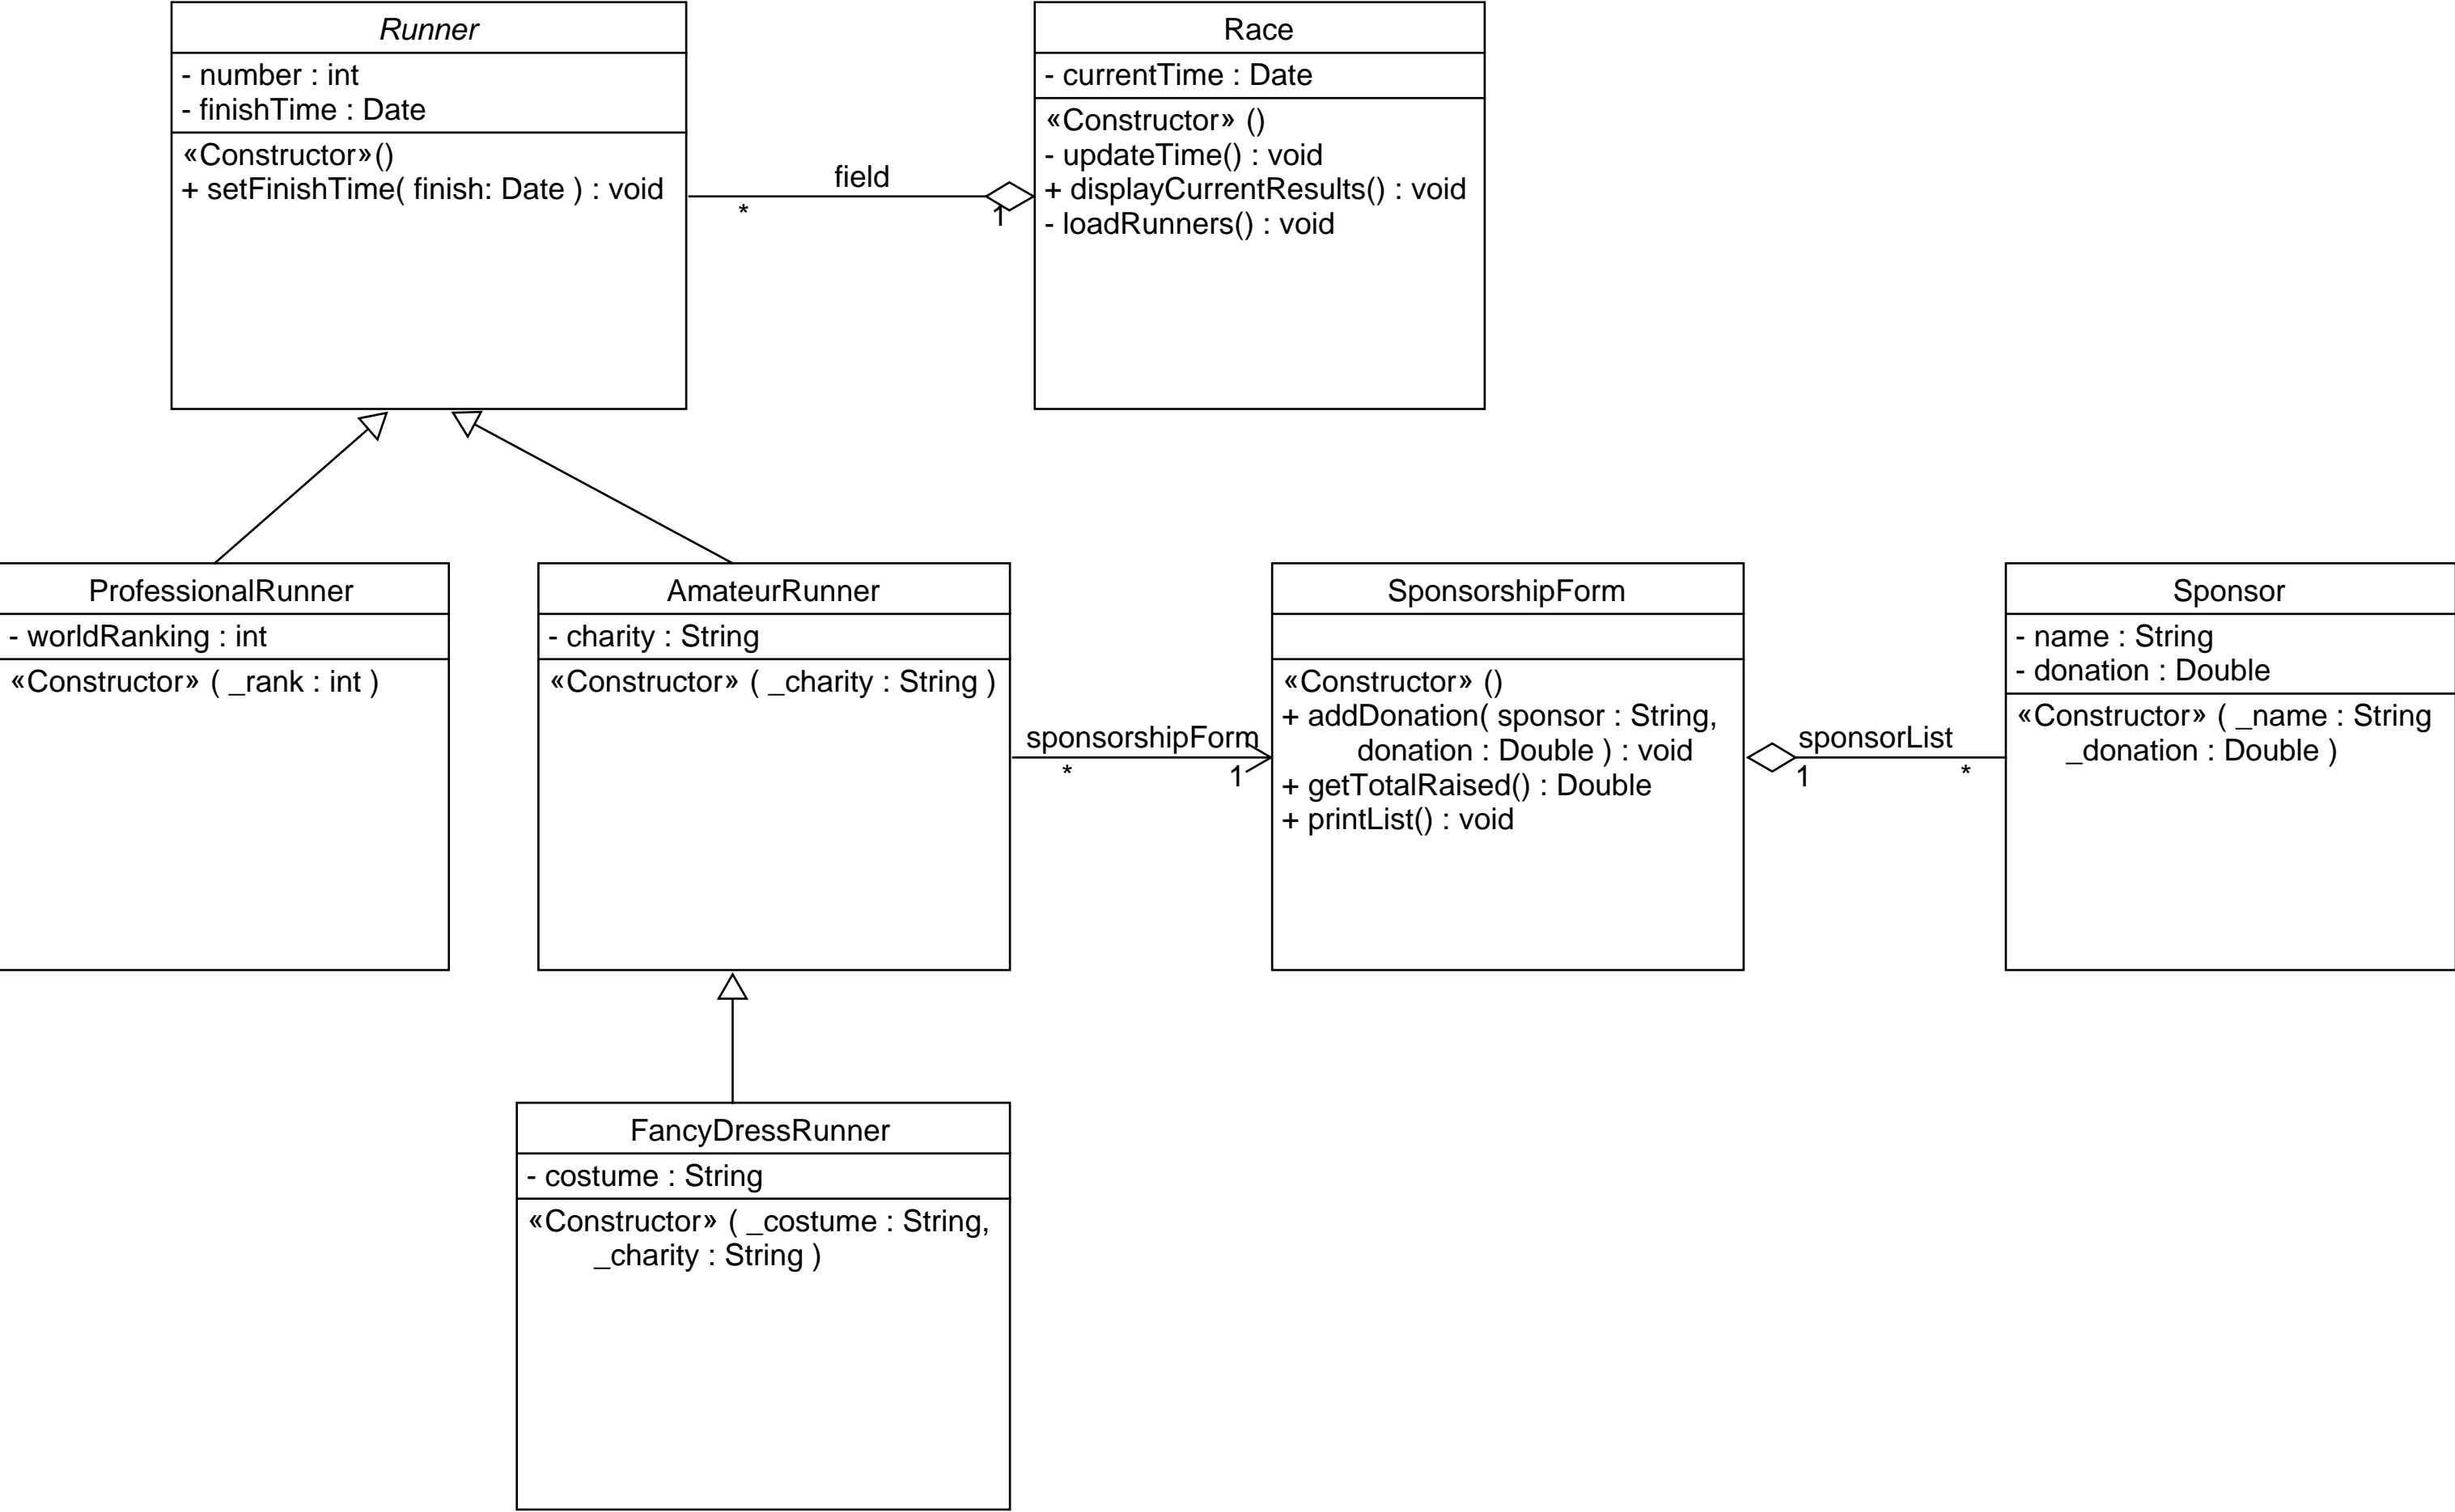 Runner
- number : int
- finishTime : Date
«Constructor»()
+ setFinishTime( finish: Date ) : void
field
*
1
Race
- currentTime : Date
«Constructor» ()
- updateTime() : void
+ displayCurrentResults() : void
- loadRunners() : void
ProfessionalRunner
- worldRanking : int
«Constructor» ( _rank : int )
AmateurRunner
- charity : String
«Constructor» ( _charity : String )
sponsorshipForm
*
1
SponsorshipForm
«Constructor» ()
+ addDonation( sponsor : String,
donation : Double ) : void
+ getTotalRaised() : Double
+ printList() : void
sponsorList
1
*
Sponsor
- name : String
- donation : Double
«Constructor» ( _name : String
_donation : Double )
FancyDressRunner
- costume : String
«Constructor» ( _costume : String,
_charity : String )